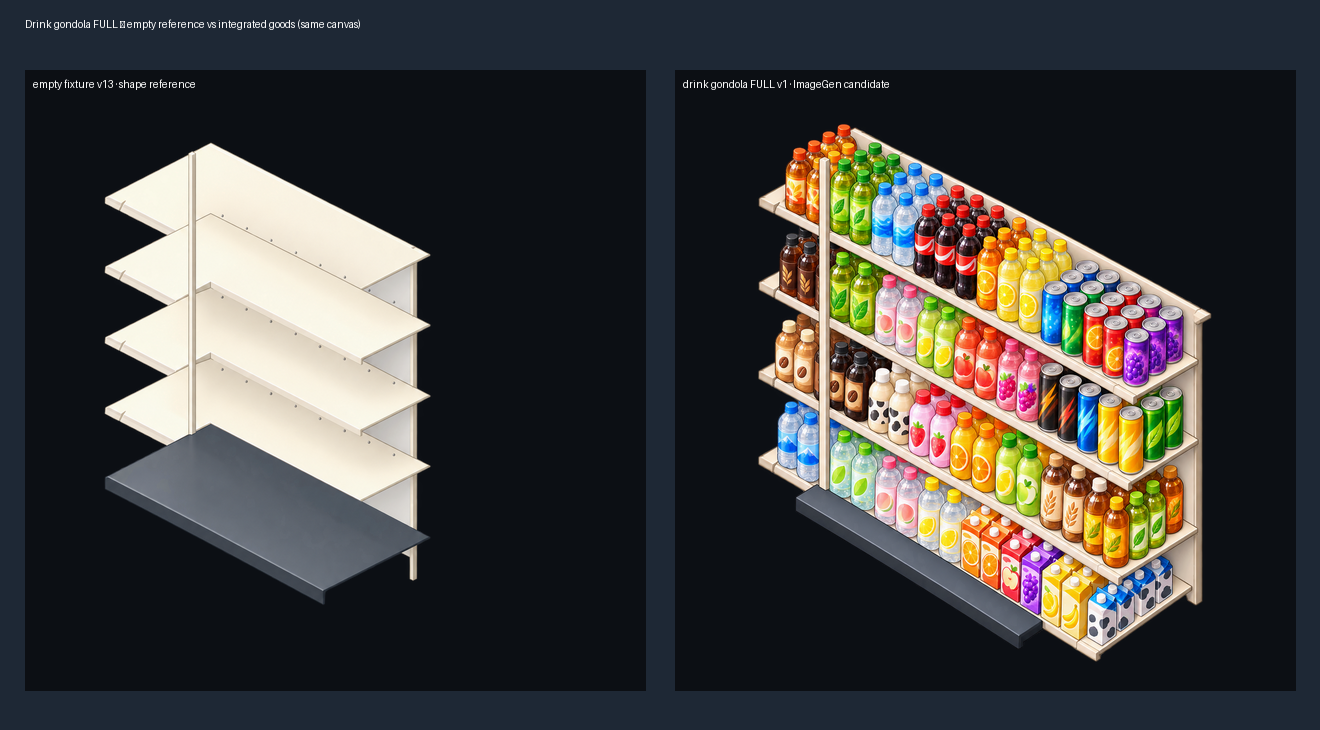 Drink gondola FULL▯empty reference vs integrated goods (same canvas)
empty fixture v13 · shape reference
drink gondola FULL v1 · ImageGen candidate